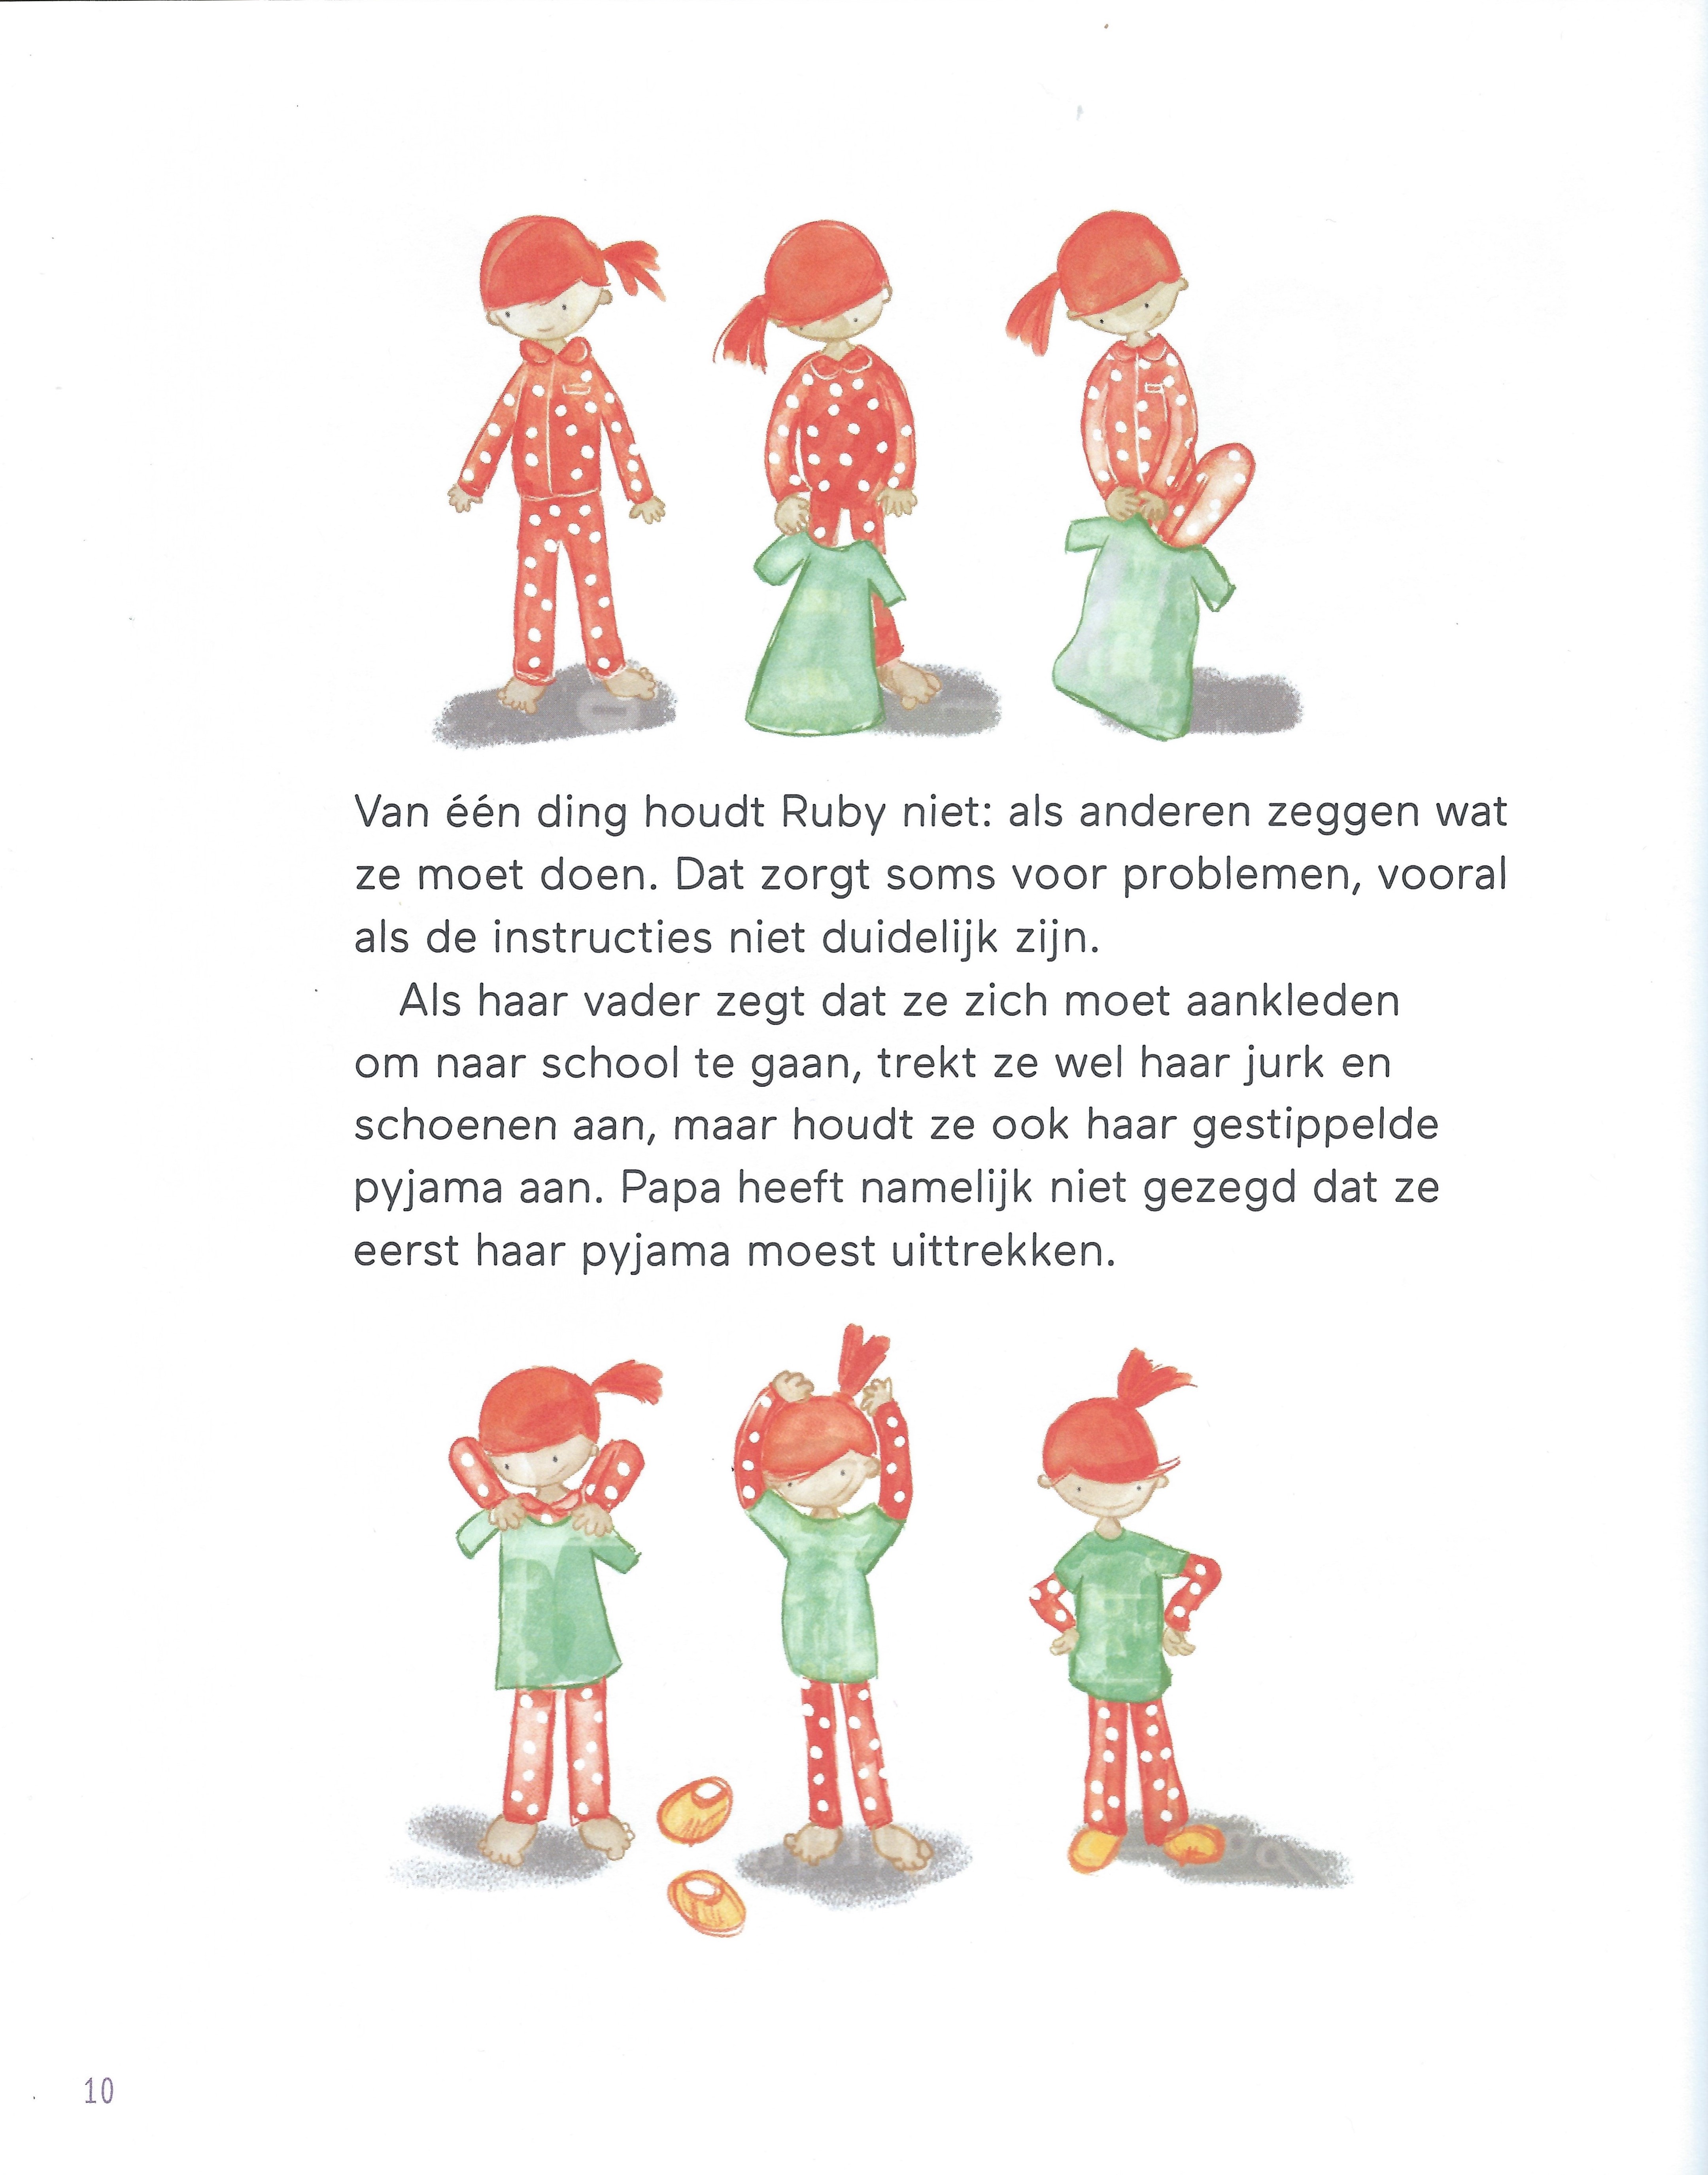 Van één ding houdt Ruby niet: als anderen zeggen wat
ze moet doen. Dat zorgt soms voor problemen, vooral
als de instructies niet duidelijk zijn.
Als haar vader zegt dat ze zich moet aankleden
om naar school te gaan, trekt ze wel haar jurk en
schoenen aan, maar houdt ze ook haar gestippelde
pyjama aan. Papa heeft namelijk niet gezegd dat ze
eerst haar pyjama moest uittrekken.
10